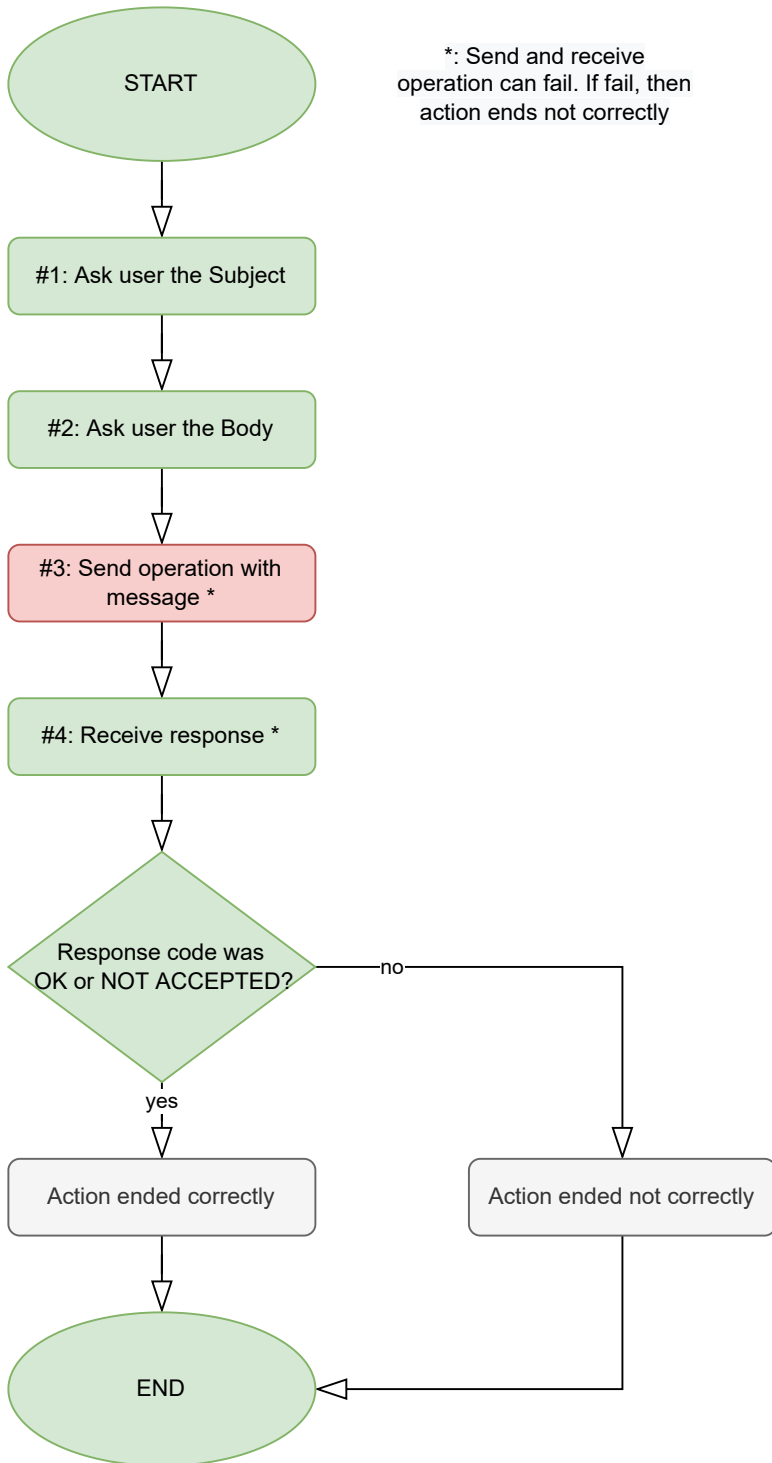 START
*: Send and receive
operation can fail. If fail, then
action ends not correctly
#1: Ask user the Subject
#2: Ask user the Body
#3: Send operation with
message *
#4: Receive response *
Response code was
OK or NOT ACCEPTED?
no
yes
Action ended correctly
Action ended not correctly
END